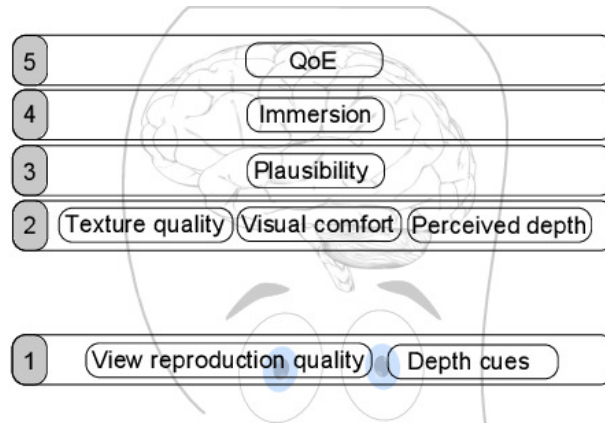 5 QoE
4 Immersion
3 Plausibility
2 Texture quality Visual comfort Perceived depth
1 View reproduction quality Depth cues